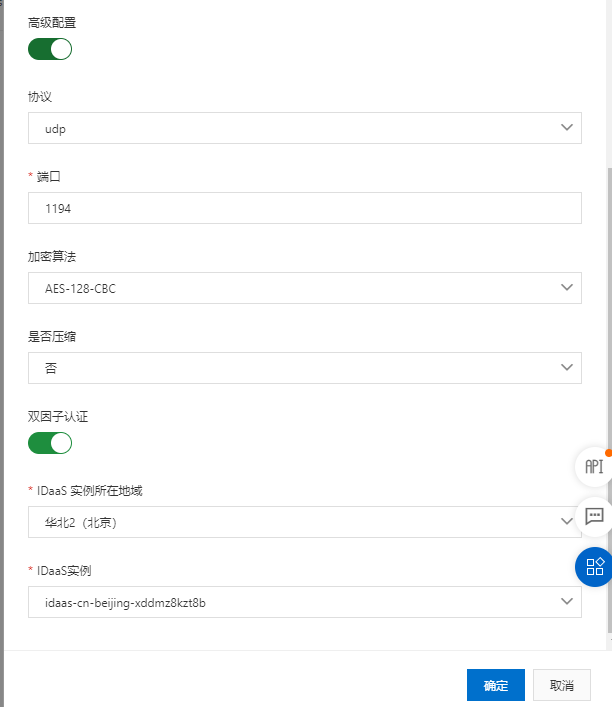 高级配置
协议
udp
* 端口
1194
加密算法
AES-128-CBC
是否压缩
否
双因子认证
* IDaaS 实例所在地域
华北2（北京）
* IDaaS实例
idaas-cn-beijing-xddmz8kzt8b
API
确定 取消